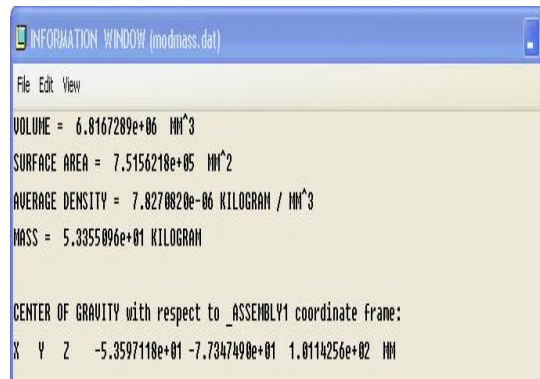 INFORMATION WINDOW (modmass.dat)
File Edit View
VOLUME = 6.8167289e+06 MM^3
SURFACE AREA = 7.5156218e+05 MM^2
AVERAGE DENSITY = 7.8270820e-06 KILOGRAM / MM^3
MASS = 5.3355096e+01 KILOGRAM
CENTER OF GRAVITY with respect to _ASSEMBLY1 coordinate frame:
X Y Z -5.3597118e+01 -7.7347490e+01 1.0114256e+02 MM